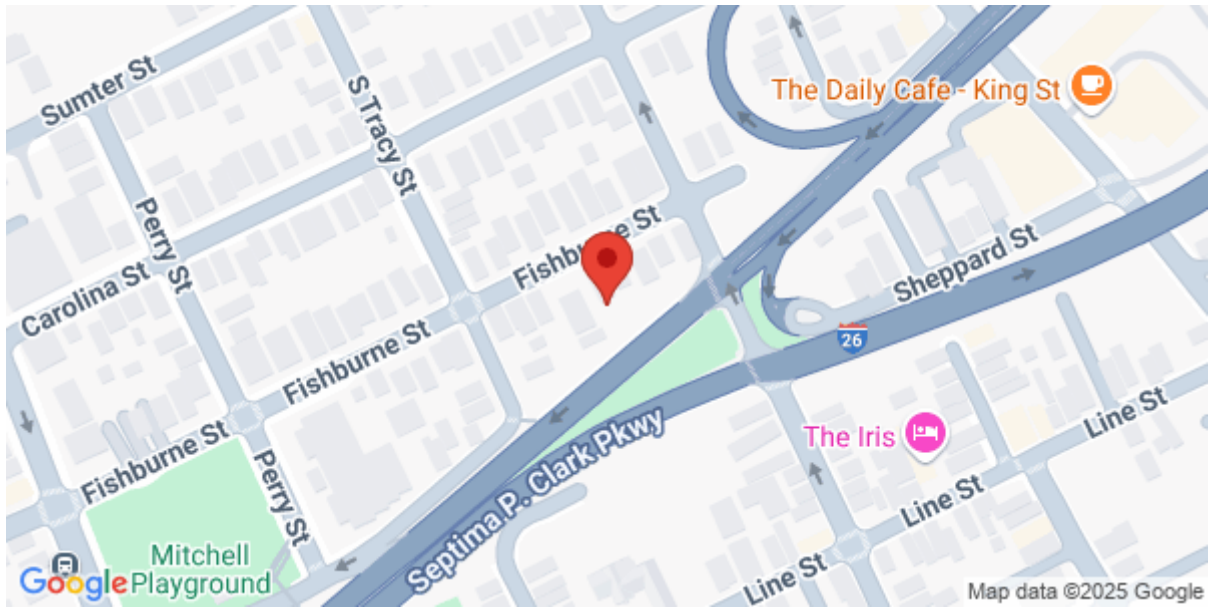 Sumter St
S Tracy St
The Daily Cafe - King St
Perry St
Fishburne St
Carolina St
Sheppard St
26
Fishburne St
Line St
The Iris
Fishburne St
Perry St
Septima P. Clark Pkwy
Line St
Mitchell
Playground
Line St
Google
Map data ©2025 Google